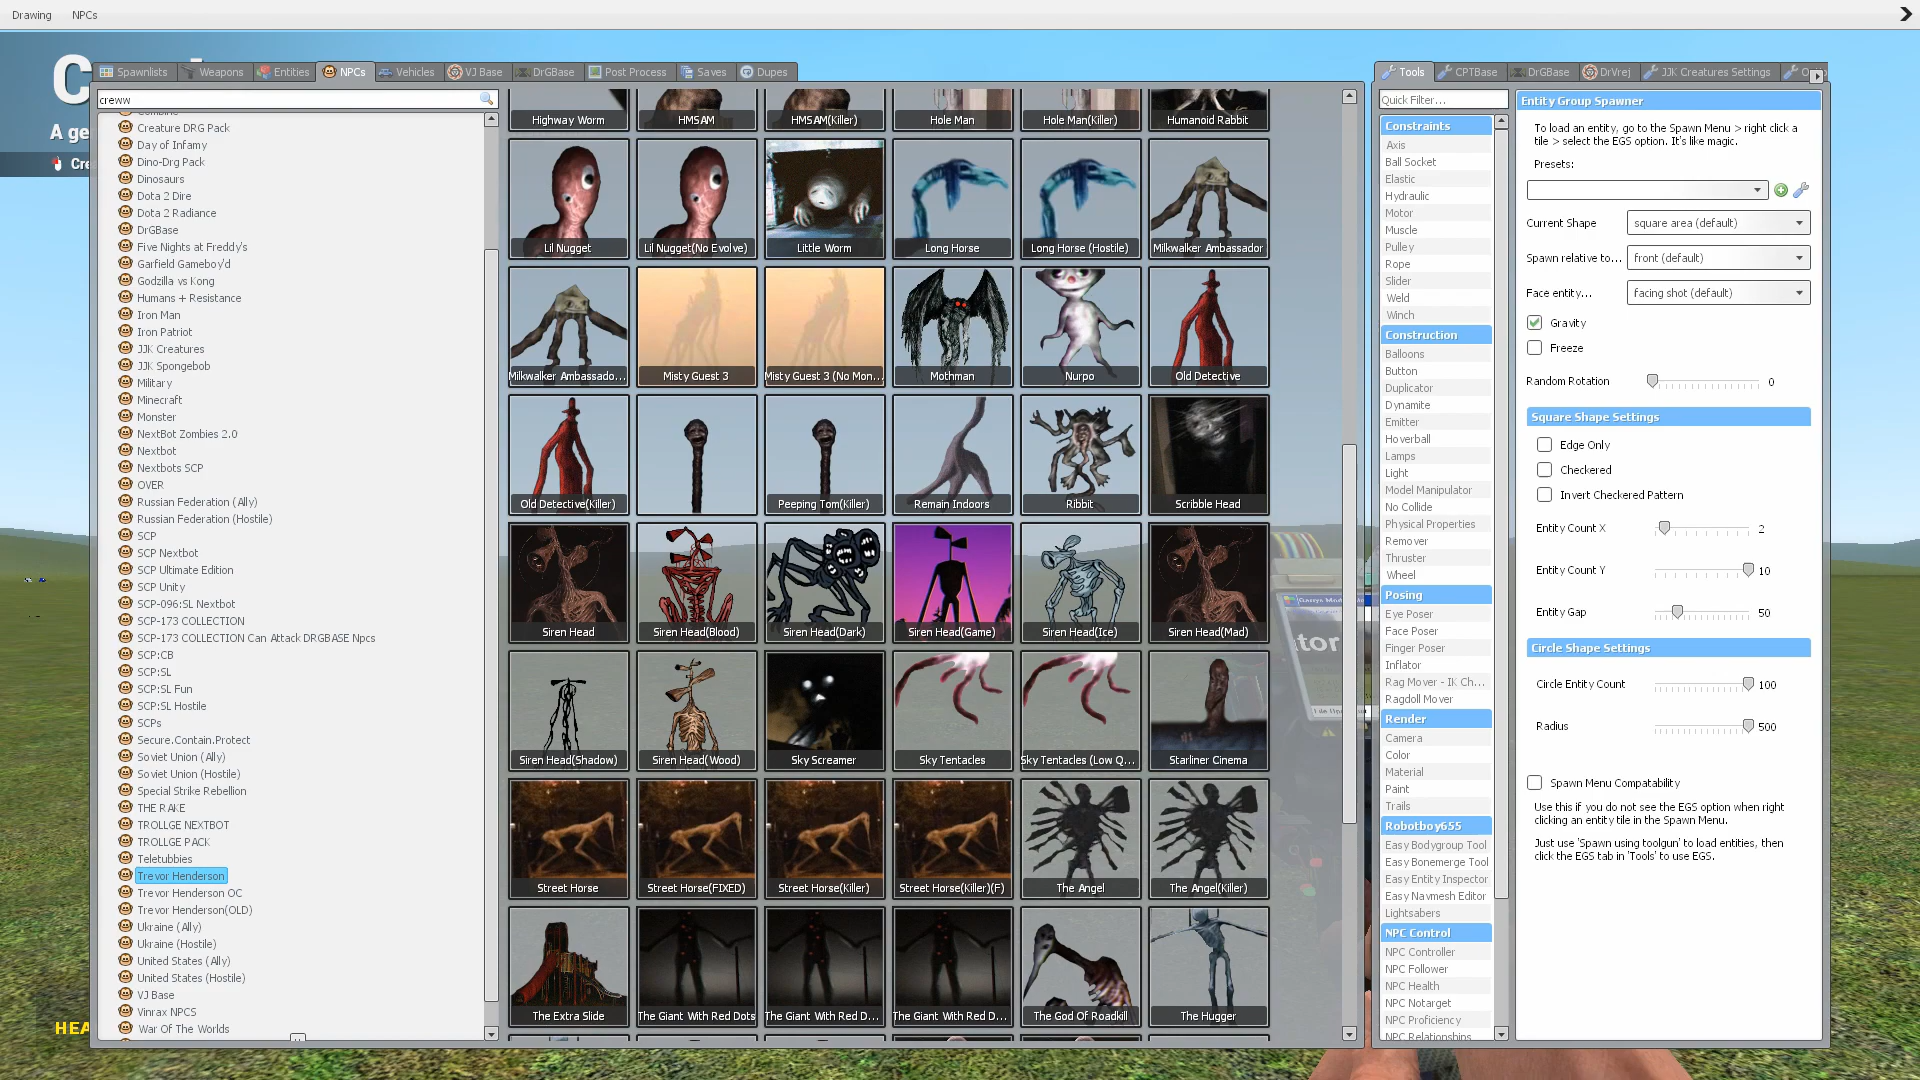 Drawing NPCs
C
A ge
Cre
HEA
Spawnlists Weapons Entities NPCs Vehicles VJ Base DrGBase Post Process Saves Dupes
creww
Creature DRG Pack
Day of Infamy
Dino-Drg Pack
Dinosaurs
Dota 2 Dire
Dota 2 Radiance
DrGBase
Five Nights at Freddy's
Garfield Gameboy'd
Godzilla vs Kong
Humans + Resistance
Iron Man
Iron Patriot
JJK Creatures
JJK Spongebob
Military
Minecraft
Monster
NextBot Zombies 2.0
Nextbot
Nextbots SCP
OVER
Russian Federation (Ally)
Russian Federation (Hostile)
SCP
SCP Nextbot
SCP Ultimate Edition
SCP Unity
SCP-096:SL Nextbot
SCP-173 COLLECTION
SCP-173 COLLECTION Can Attack DRGBASE Npcs
SCP:CB
SCP:SL
SCP:SL Fun
SCP:SL Hostile
SCPs
Secure.Contain.Protect
Soviet Union (Ally)
Soviet Union (Hostile)
Special Strike Rebellion
THE RAKE
TROLLGE NEXTBOT
TROLLGE PACK
Teletubbies
Trevor Henderson
Trevor Henderson OC
Trevor Henderson(OLD)
Ukraine (Ally)
Ukraine (Hostile)
United States (Ally)
United States (Hostile)
VJ Base
Vinrax NPCS
War Of The Worlds
Highway Worm HMSAM HMSAM(Killer) Hole Man Hole Man(Killer) Humanoid Rabbit
Lil Nugget Lil Nugget(No Evolve) Little Worm Long Horse Long Horse (Hostile) Milkwalker Ambassador
Milkwalker Ambassado... Misty Guest 3 Misty Guest 3 (No Mon... Mothman Nurpo Old Detective
Old Detective(Killer) Peeping Tom(Killer) Remain Indoors Ribbit Scribble Head
Siren Head Siren Head(Blood) Siren Head(Dark) Siren Head(Game) Siren Head(Ice) Siren Head(Mad)
Siren Head(Shadow) Siren Head(Wood) Sky Screamer Sky Tentacles Sky Tentacles (Low Q... Starliner Cinema
Street Horse Street Horse(FIXED) Street Horse(Killer) Street Horse(Killer)(F) The Angel The Angel(Killer)
The Extra Slide The Giant With Red Dots The Giant With Red D... The Giant With Red D... The God Of Roadkill The Hugger
tor
Tools CPTBase DrGBase DrVrej JJK Creatures Settings
Quick Filter...
Constraints
Axis
Ball Socket
Elastic
Hydraulic
Motor
Muscle
Pulley
Rope
Slider
Weld
Winch
Construction
Balloons
Button
Duplicator
Dynamite
Emitter
Hoverball
Lamps
Light
Model Manipulator
No Collide
Physical Properties
Remover
Thruster
Wheel
Posing
Eye Poser
Face Poser
Finger Poser
Inflator
Rag Mover - IK Ch...
Ragdoll Mover
Render
Camera
Color
Material
Paint
Trails
Robotboy655
Easy Bodygroup Tool
Easy Bonemerge Tool
Easy Entity Inspector
Easy Navmesh Editor
Lightsabers
NPC Control
NPC Controller
NPC Follower
NPC Health
NPC Notarget
NPC Proficiency
NPC Relationships
Entity Group Spawner
To load an entity, go to the Spawn Menu > right click a
tile > select the EGS option. It's like magic.
Presets:
Current Shape square area (default)
Spawn relative to... front (default)
Face entity... facing shot (default)
Gravity
Freeze
Random Rotation 0
Square Shape Settings
Edge Only
Checkered
Invert Checkered Pattern
Entity Count X 2
Entity Count Y 10
Entity Gap 50
Circle Shape Settings
Circle Entity Count 100
Radius 500
Spawn Menu Compatability
Use this if you do not see the EGS option when right
clicking an entity tile in the Spawn Menu.
Just use 'Spawn using toolgun' to load entities, then
click the EGS tab in 'Tools' to use EGS.